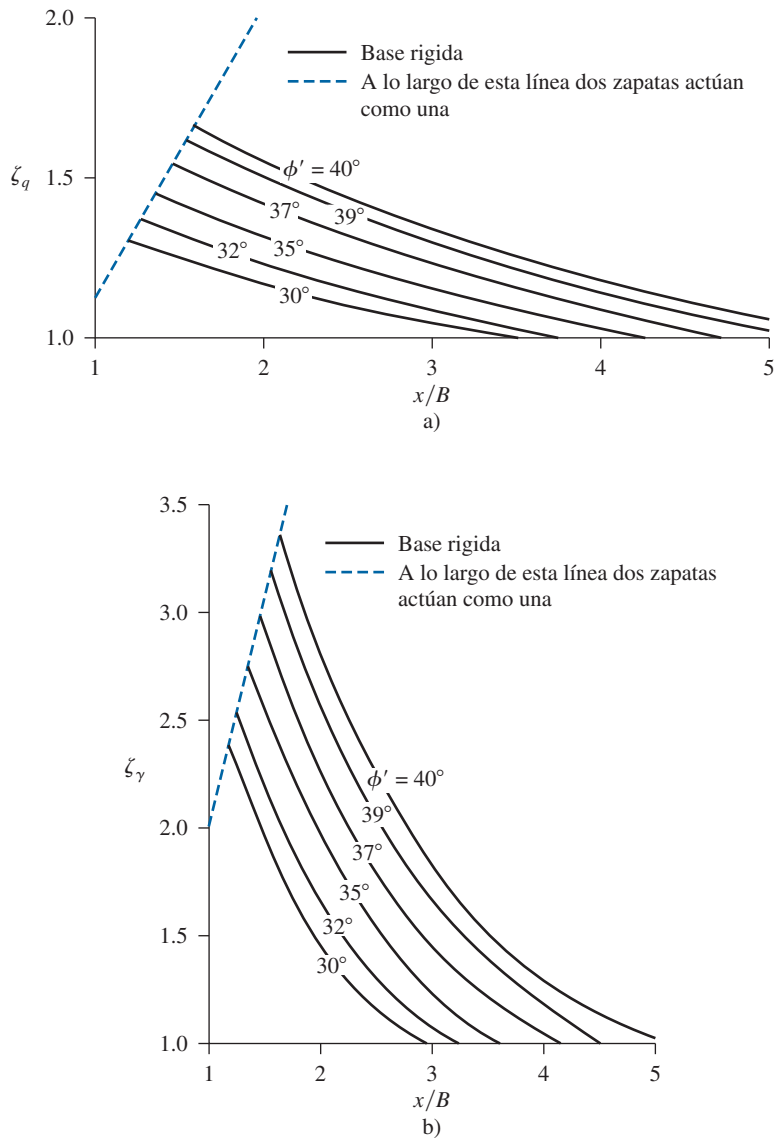 2.0
Base rigida
A lo largo de esta línea dos zapatas actúan
como una
ϕ′ = 40°
ζq
1.5
37°
39°
32°
35°
30°
1.0
1
2
3
4
5
x/B
a)
3.5
Base rigida
A lo largo de esta línea dos zapatas
actúan como una
3.0
2.5
ζγ
ϕ′ = 40°
39°
2.0
37°
35°
32°
1.5
30°
1.0
1
2
3
4
5
x/B
b)